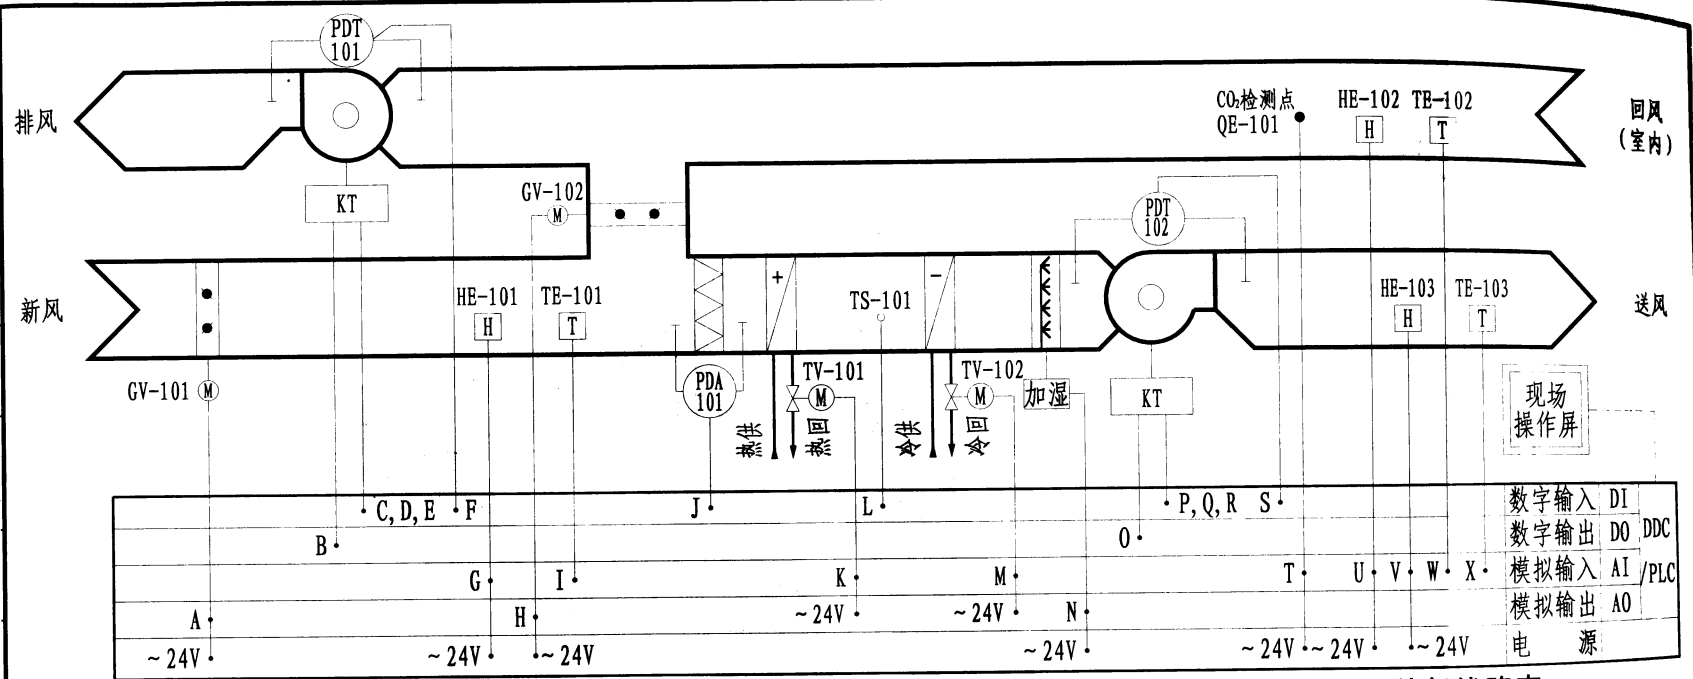 PDT
101
排风
KT
GV-102
M
CO₂检测点
QE-101
HE-102
H
TE-102
T
回风
(室内)
PDT
102
新风
HE-101
H
TE-101
T
+
TS-101
-
HE-103
H
TE-103
T
送风
GV-101
M
PDA
101
TV-101
M
热供
热回
TV-102
M
冷供
冷回
加湿
KT
现场
操作屏
C, D, E
F
J
L
P, Q, R
S
数字输入 DI
B
O
数字输出 DO
DDC
/PLC
G
I
K
M
T
U
V
W
X
模拟输入 AI
A
H
~24V
~24V
N
模拟输出 AO
~24V
~24V
~24V
~24V
~24V
~24V
~24V
电 源